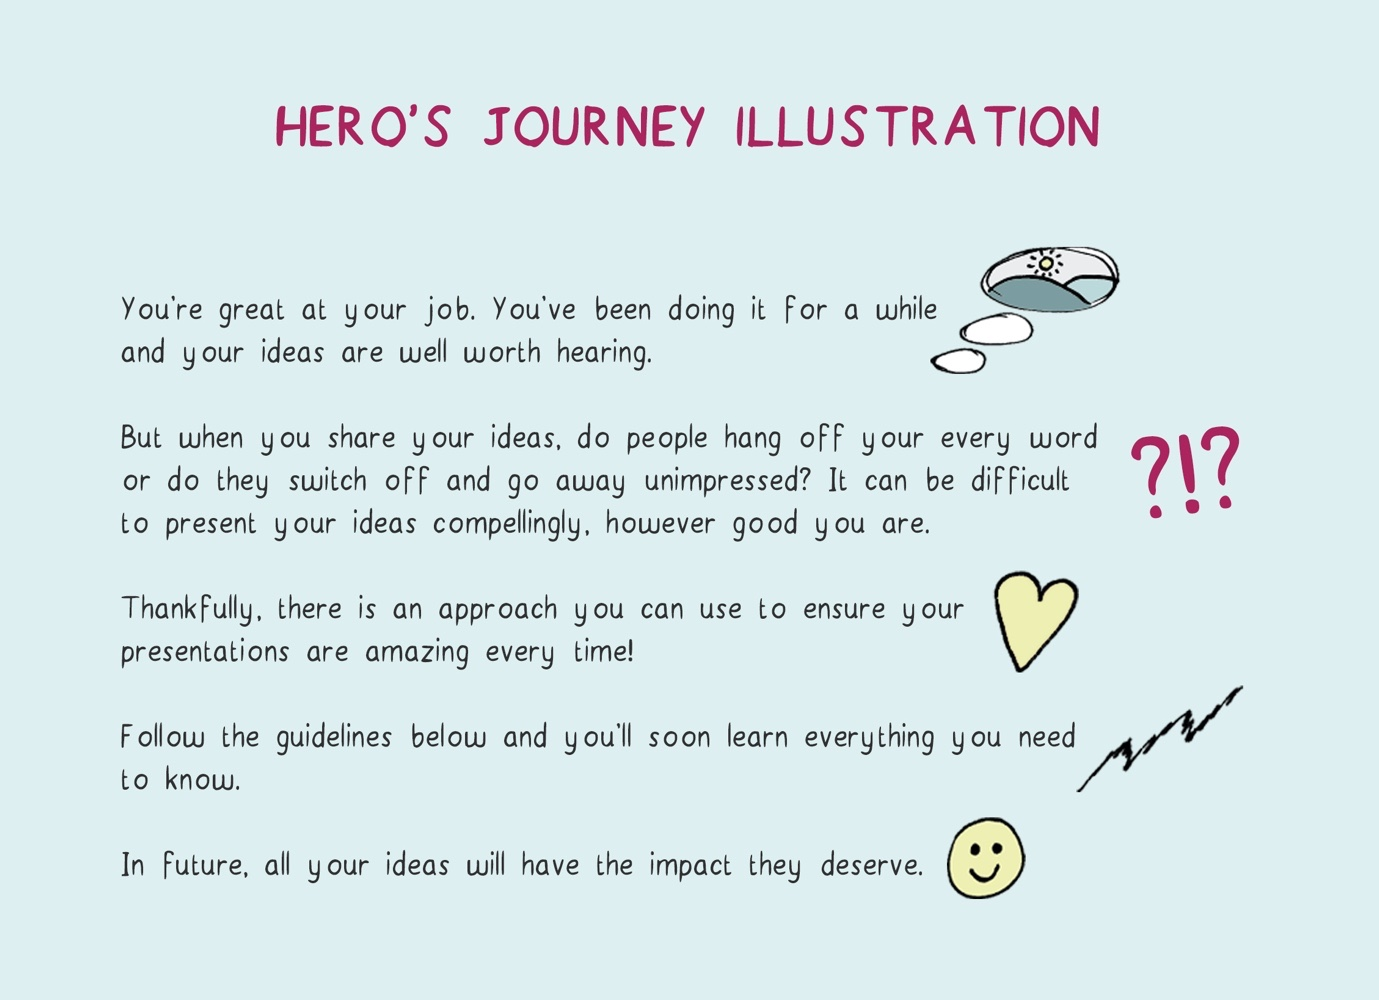 HERO'S JOURNEY ILLUSTRATION
You're great at your job. You've been doing it for a while
and your ideas are well worth hearing.
But when you share your ideas, do people hang off your every word
or do they switch off and go away unimpressed? It can be difficult
to present your ideas compellingly, however good you are.
?!?
Thankfully, there is an approach you can use to ensure your
presentations are amazing every time!
Follow the guidelines below and you'll soon learn everything you need
to know.
In future, all your ideas will have the impact they deserve.